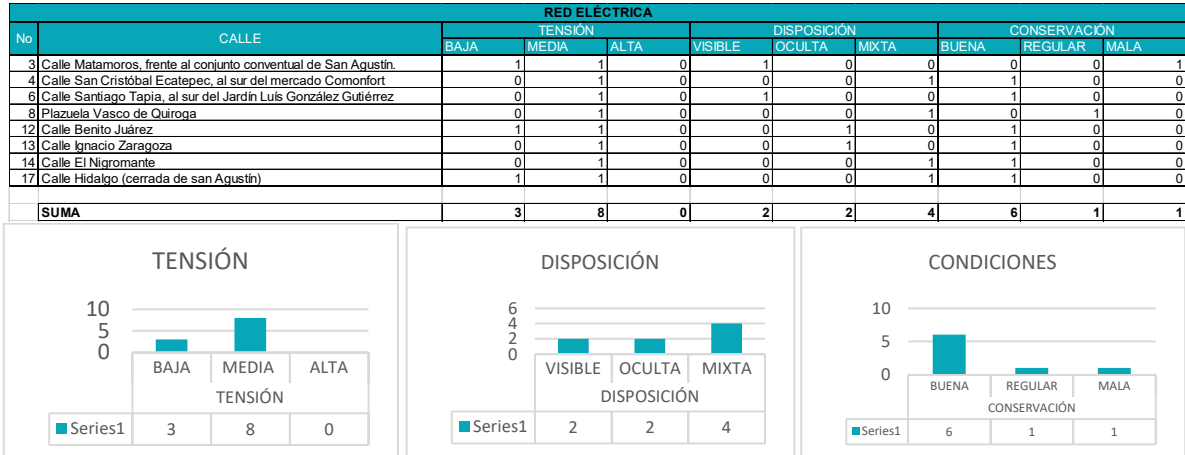 RED ELÉCTRICA
No CALLE TENSIÓN DISPOSICIÓN CONSERVACIÓN
BAJA MEDIA ALTA VISIBLE OCULTA MIXTA BUENA REGULAR MALA
3 Calle Matamoros, frente al conjunto conventual de San Agustín. 1 1 0 1 0 0 0 0 1
4 Calle San Cristóbal Ecatepec, al sur del mercado Comonfort 0 1 0 0 0 1 1 0 0
6 Calle Santiago Tapia, al sur del Jardín Luís González Gutiérrez 0 1 0 1 0 0 1 0 0
8 Plazuela Vasco de Quiroga 0 1 0 0 0 1 0 1 0
12 Calle Benito Juárez 1 1 0 0 1 0 1 0 0
13 Calle Ignacio Zaragoza 0 1 0 0 1 0 1 0 0
14 Calle El Nigromante 0 1 0 0 0 1 1 0 0
17 Calle Hidalgo (cerrada de san Agustín) 1 1 0 0 0 1 1 0 0
SUMA 3 8 0 2 2 4 6 1 1
TENSIÓN
10
5
0
BAJA MEDIA ALTA
TENSIÓN
Series1 3 8 0
DISPOSICIÓN
6
4
2
0
VISIBLE OCULTA MIXTA
DISPOSICIÓN
Series1 2 2 4
CONDICIONES
10
5
0
BUENA REGULAR MALA
CONSERVACIÓN
Series1 6 1 1